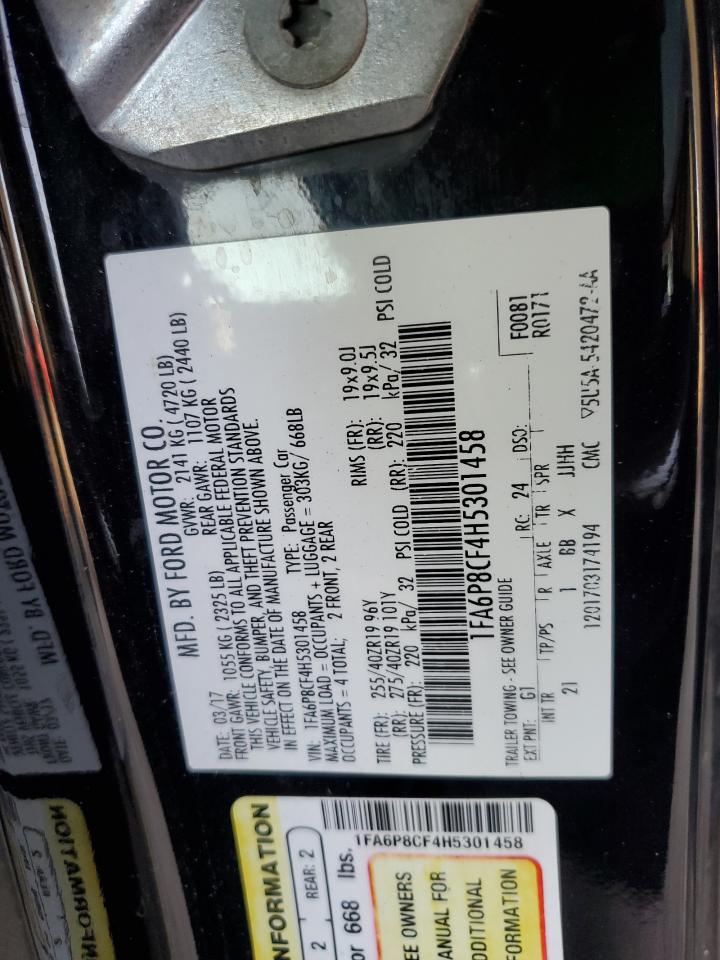 MFD. BY FORD MOTOR CO.
DATE: 03/17 GVWR: 2141 KG ( 4720 LB)
FRONT GAWR: 1055 KG ( 2325 LB) REAR GAWR: 1107 KG ( 2440 LB)
THIS VEHICLE CONFORMS TO ALL APPLICABLE FEDERAL MOTOR
VEHICLE SAFETY, BUMPER, AND THEFT PREVENTION STANDARDS
IN EFFECT ON THE DATE OF MANUFACTURE SHOWN ABOVE.
VIN: 1FA6P8CF4H5301458 TYPE: Passenger Car
MAXIMUM LOAD = OCCUPANTS + LUGGAGE = 303KG/ 668LB
OCCUPANTS = 4 TOTAL; 2 FRONT, 2 REAR
TIRE (FR): 255/40ZR19 96Y RIMS (FR): 19x9.0J
(RR): 275/40ZR19 101Y (RR): 19x9.5J
PRESSURE (FR): 220 kPa/ 32 PSI COLD (RR): 220 kPa/ 32 PSI COLD
1FA6P8CF4H5301458
TRAILER TOWING - SEE OWNER GUIDE
F0081
EXT PNT: G1 RC: 24 DSO: R0171
INT TR TP/PS R AXLE TR SPR
21 1 BB X JJHH
1201703174194 CMC
NFORMATION
2 REAR: 2
or 668 lbs.
1FA6P8CF4H5301458
EE OWNERS
ANUAL FOR
DDITIONAL
FORMATION